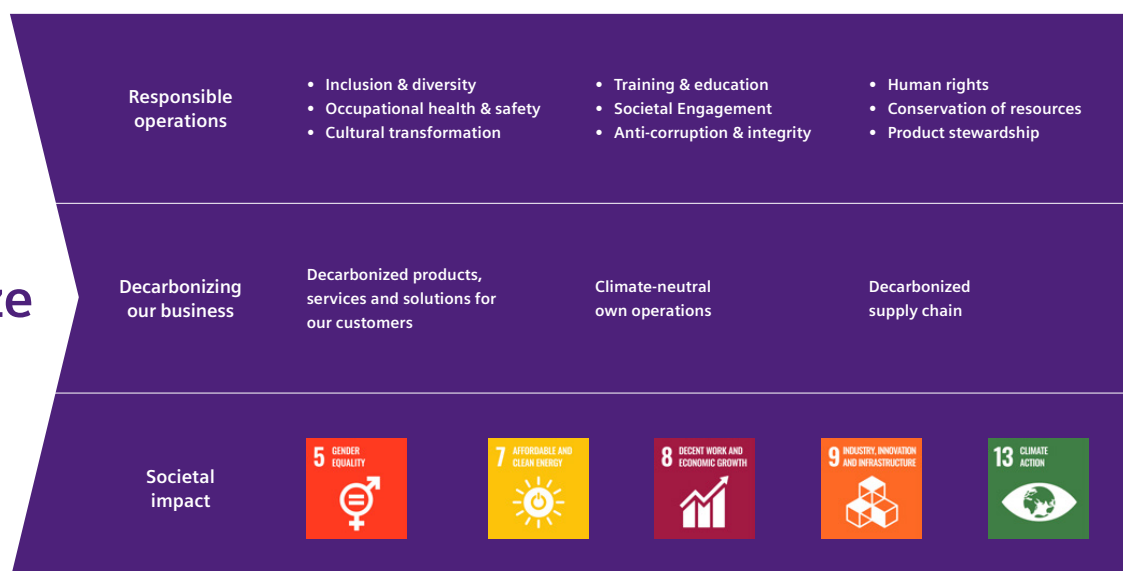 Responsible
operations
• Inclusion & diversity
• Occupational health & safety
• Cultural transformation
• Training & education
• Societal Engagement
• Anti-corruption & integrity
• Human rights
• Conservation of resources
• Product stewardship
Decarbonizing
our business
Decarbonized products,
services and solutions for
our customers
Climate-neutral
own operations
Decarbonized
supply chain
Societal
impact
5 GENDER
EQUALITY
7 AFFORDABLE AND
CLEAN ENERGY
8 DECENT WORK AND
ECONOMIC GROWTH
9 INDUSTRY, INNOVATION
AND INFRASTRUCTURE
13 CLIMATE
ACTION